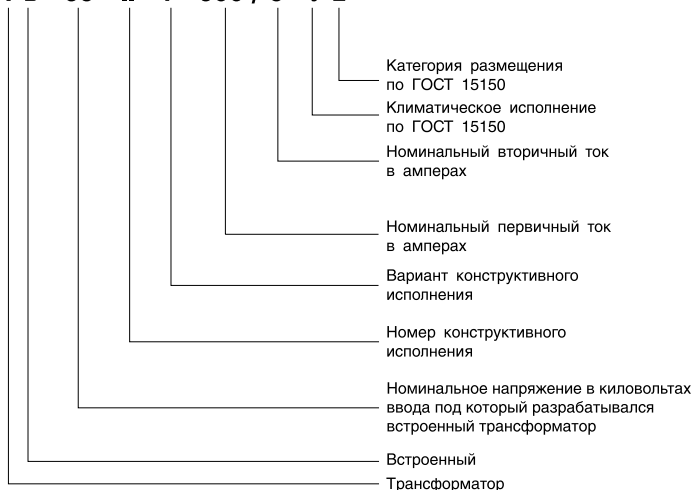 Категория размещения
по ГОСТ 15150
Климатическое исполнение
по ГОСТ 15150
Номинальный вторичный ток
в амперах
Номинальный первичный ток
в амперах
Вариант конструктивного
исполнения
Номер конструктивного
исполнения
Номинальное напряжение в киловольтах
ввода под который разрабатывался
встроенный трансформатор
Встроенный
Трансформатор